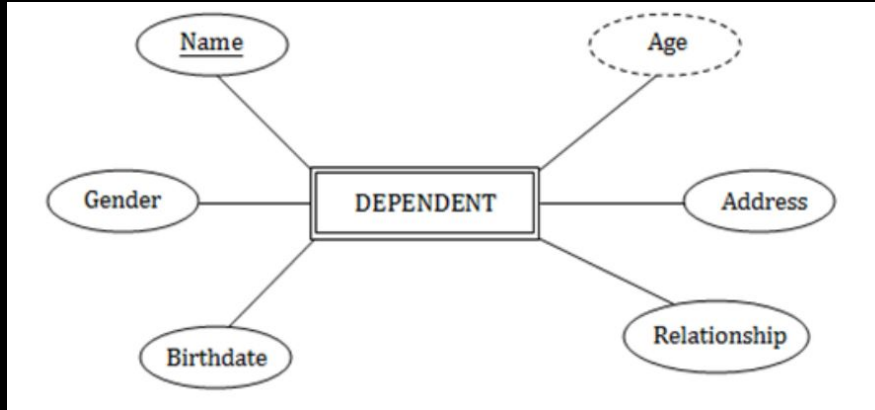 Name
Age
Gender
DEPENDENT
Address
Birthdate
Relationship